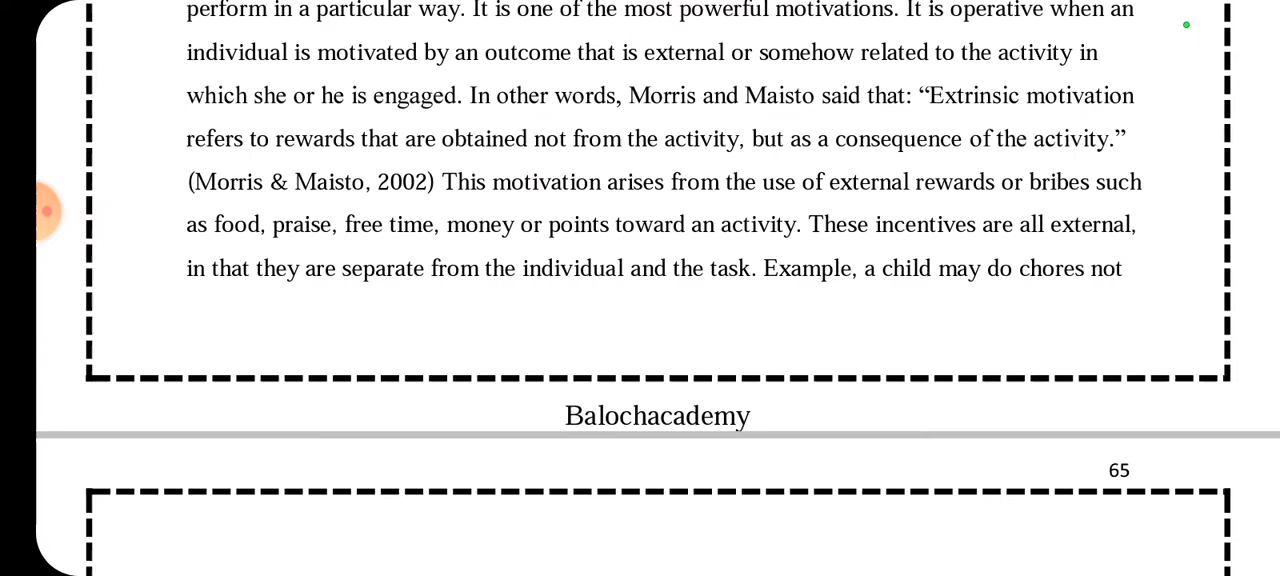 perform in a particular way. It is one of the most powerful motivations. It is operative when an
individual is motivated by an outcome that is external or somehow related to the activity in
which she or he is engaged. In other words, Morris and Maisto said that: “Extrinsic motivation
refers to rewards that are obtained not from the activity, but as a consequence of the activity.”
(Morris & Maisto, 2002) This motivation arises from the use of external rewards or bribes such
as food, praise, free time, money or points toward an activity. These incentives are all external,
in that they are separate from the individual and the task. Example, a child may do chores not
Balochacademy
65